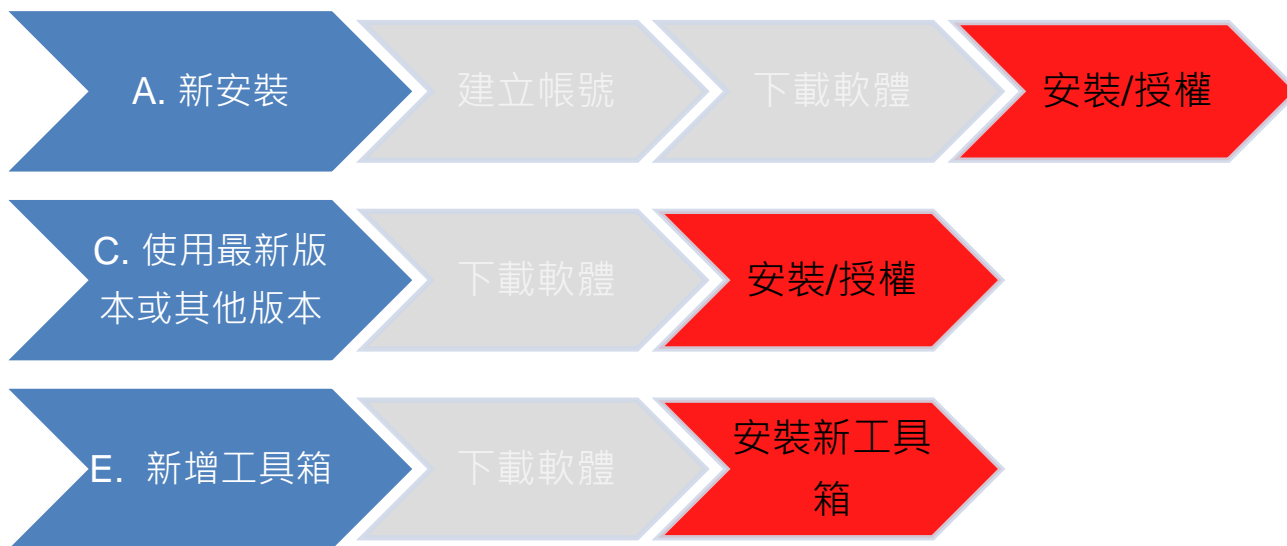 A. 新安裝 建立帳號 下載軟體 安裝/授權
C. 使用最新版
本或其他版本
下載軟體
安裝/授權
E. 新增工具箱
下載軟體
安裝新工具
箱